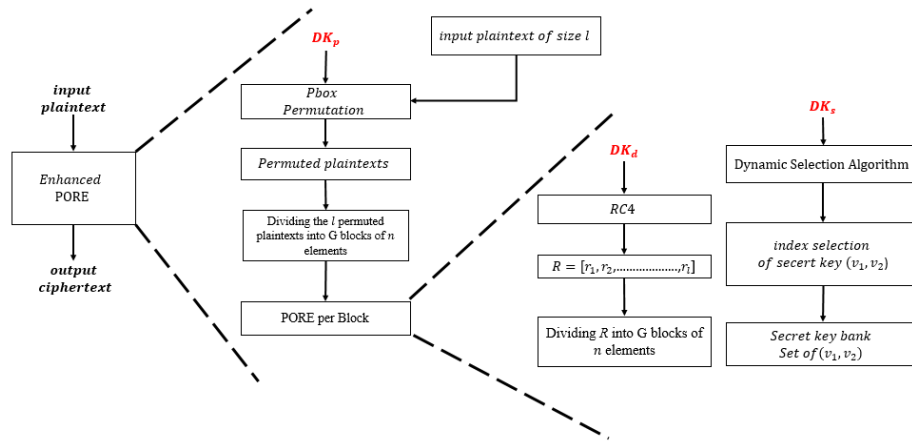 input
plaintext
Enhanced
PORE
output
ciphertext
DKₚ
input plaintext of size l
Pbox
Permutation
Permuted plaintexts
Dividing the l permuted
plaintexts into G blocks of n
elements
PORE per Block
DK_d
RC4
R = [r₁, r₂,...................,rₗ]
Dividing R into G blocks of
n elements
DKₛ
Dynamic Selection Algorithm
index selection
of secert key (v₁, v₂)
Secret key bank
Set of(v₁, v₂)